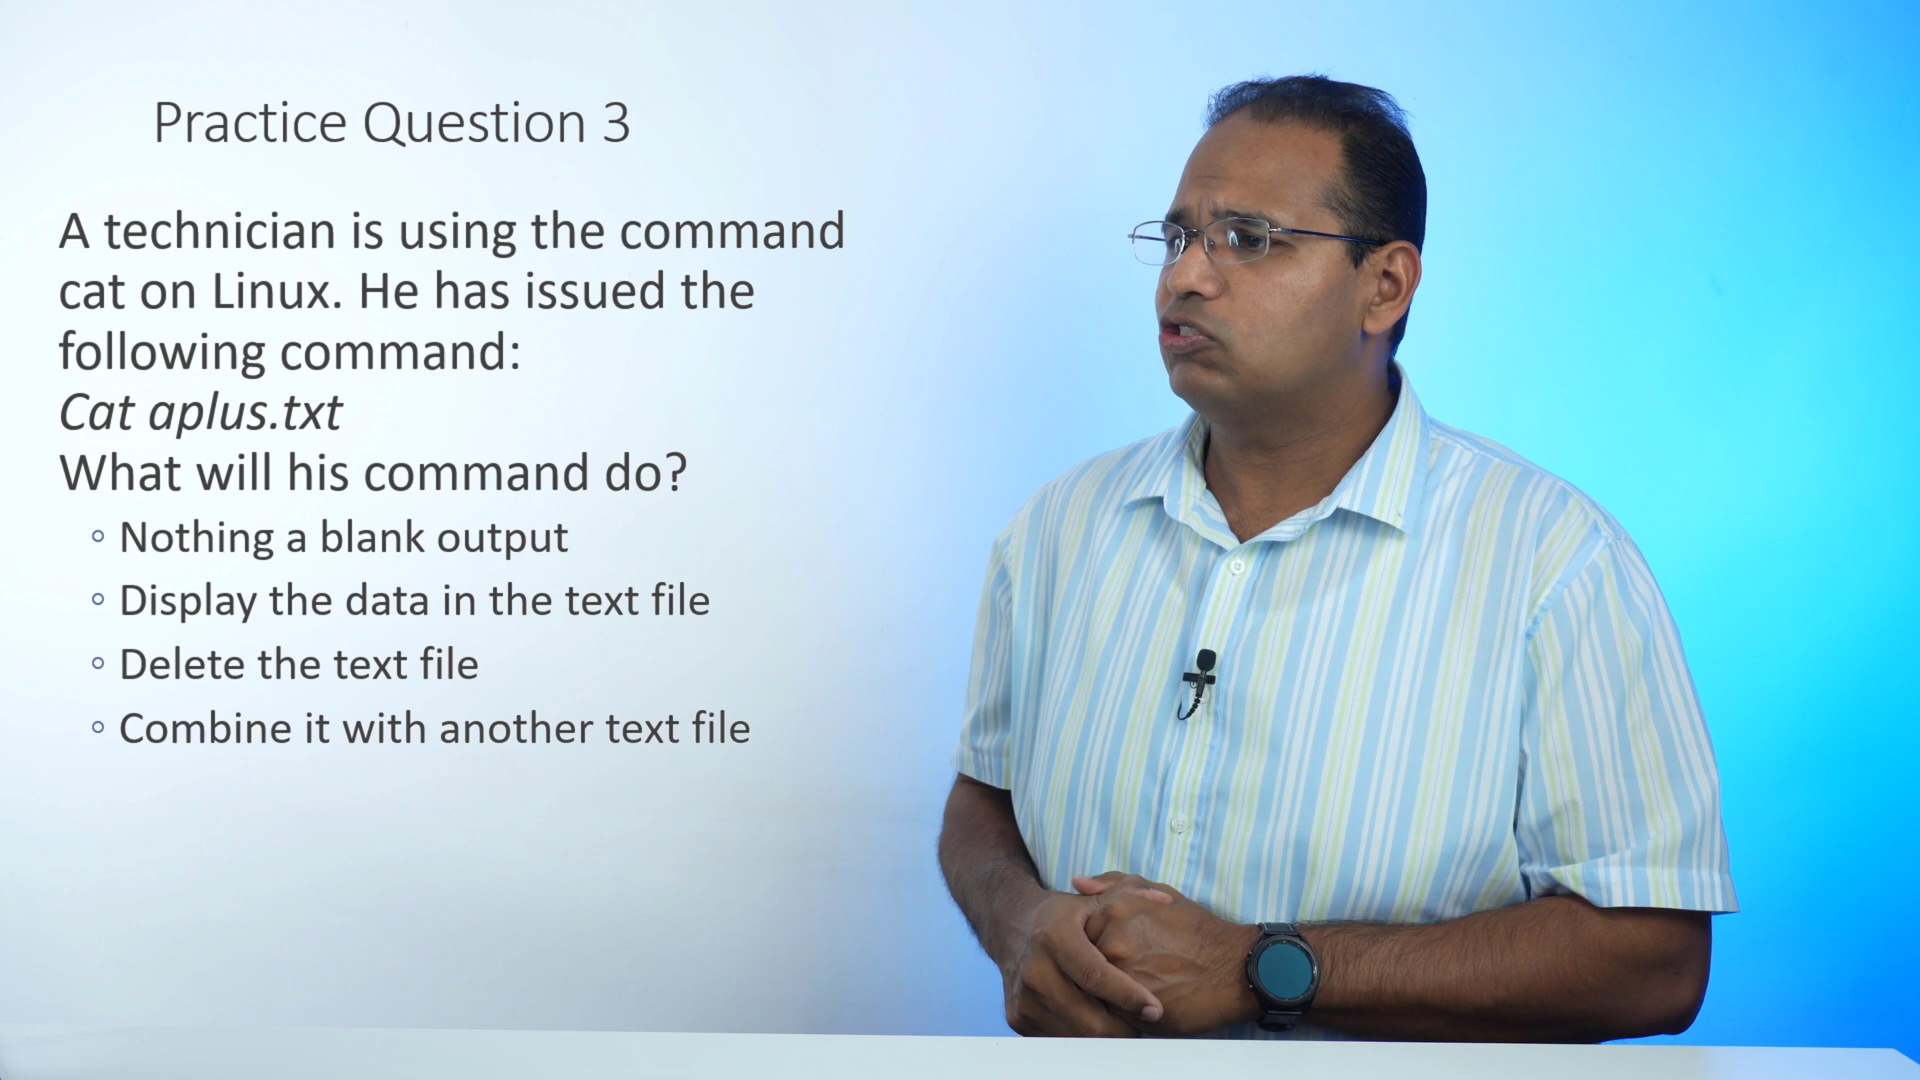 Practice Question 3
A technician is using the command
cat on Linux. He has issued the
following command:
Cat aplus.txt
What will his command do?
Nothing a blank output
Display the data in the text file
Delete the text file
Combine it with another text file